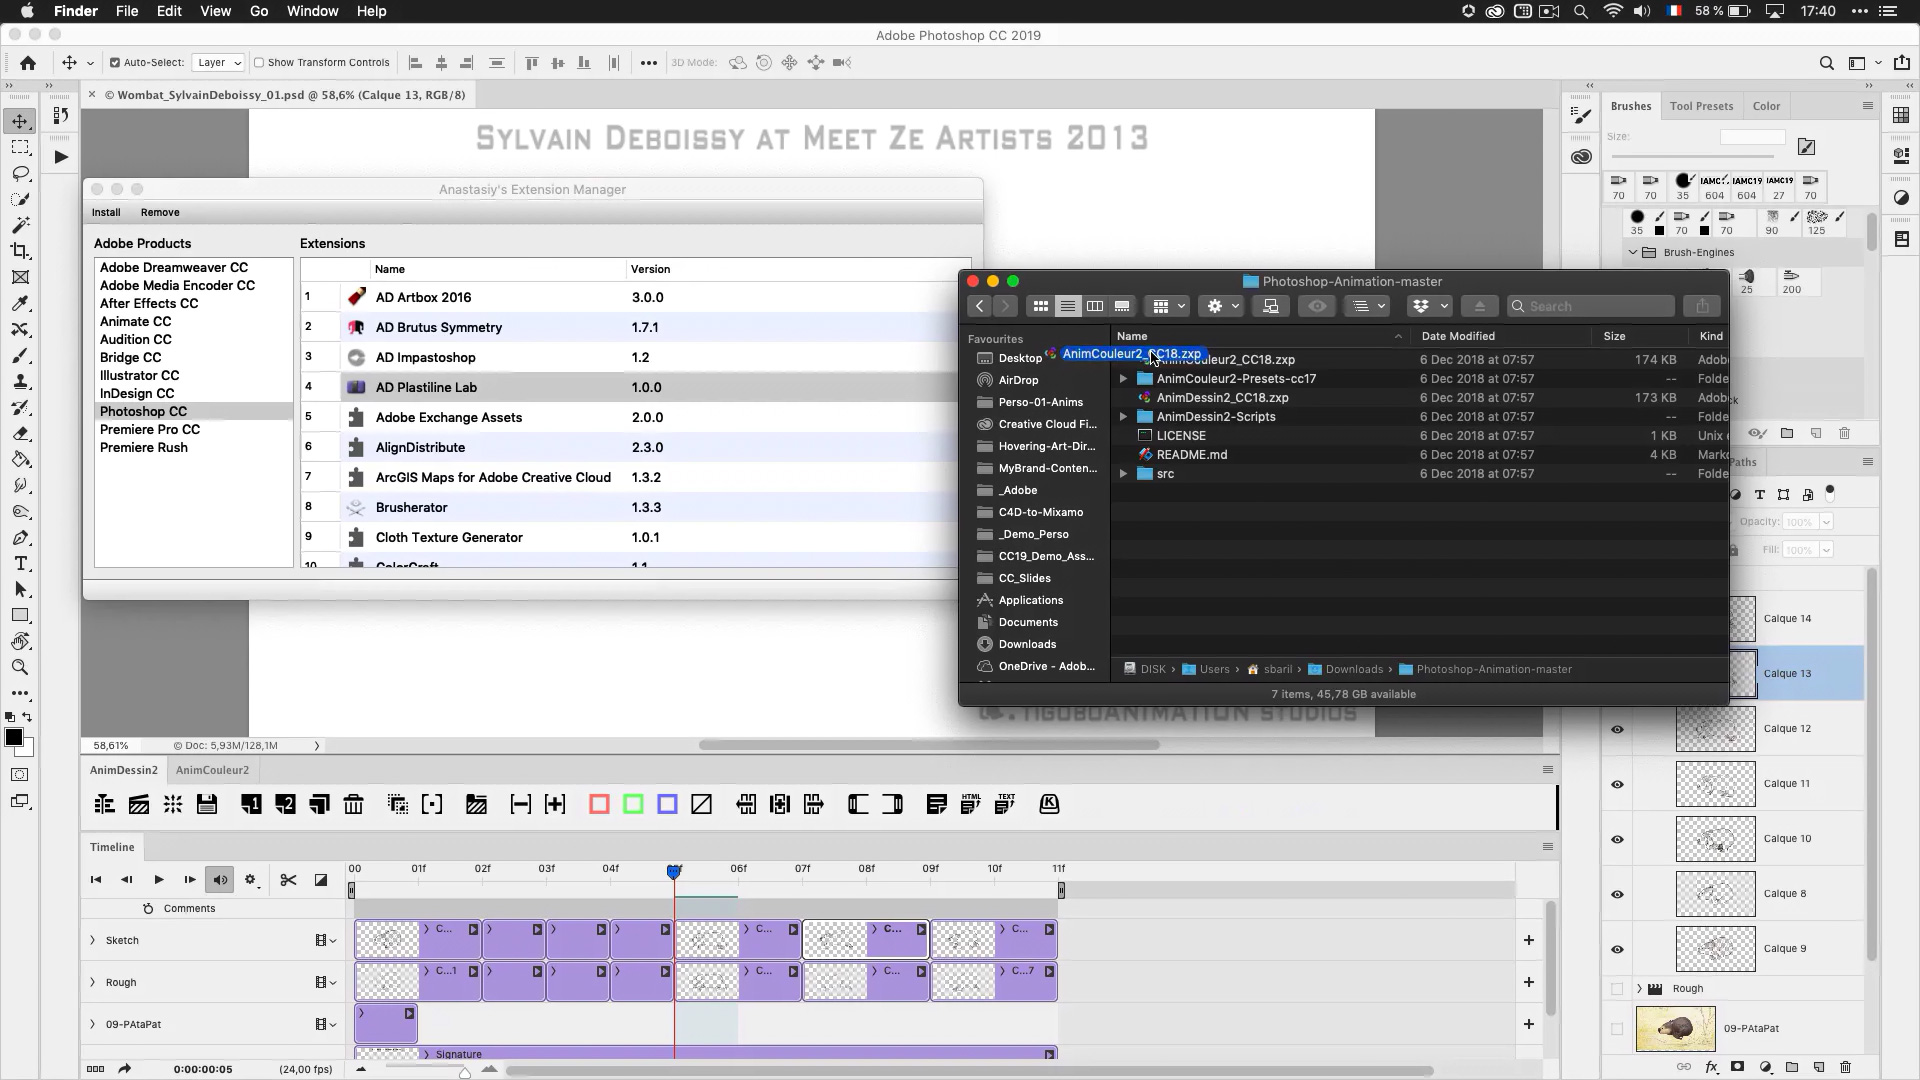 Finder File Edit View Go Window Help 58 % 17:40
Adobe Photoshop CC 2019
Auto-Select: Layer Show Transform Controls 3D Mode:
© Wombat_SylvainDeboissy_01.psd @ 58,6% (Calque 13, RGB/8)
Sylvain Deboissy at Meet Ze Artists 2013
Anastasiy's Extension Manager
Install Remove
Adobe Products
Adobe Dreamweaver CC
Adobe Media Encoder CC
After Effects CC
Animate CC
Audition CC
Bridge CC
Illustrator CC
InDesign CC
Photoshop CC
Premiere Pro CC
Premiere Rush
Extensions
Name Version
1 AD Artbox 2016 3.0.0
2 AD Brutus Symmetry 1.7.1
3 AD Impastoshop 1.2
4 AD Plastiline Lab 1.0.0
5 Adobe Exchange Assets 2.0.0
6 AlignDistribute 2.3.0
7 ArcGIS Maps for Adobe Creative Cloud 1.3.2
8 Brusherator 1.3.3
9 Cloth Texture Generator 1.0.1
10 ColorCraft 1.1
Photoshop-Animation-master
Search
Favourites
Desktop
AirDrop
Perso-01-Anims
Creative Cloud Fi...
Hovering-Art-Dir...
MyBrand-Conten...
_Adobe
C4D-to-Mixamo
_Demo_Perso
CC19_Demo_Ass...
CC_Slides
Applications
Documents
Downloads
OneDrive - Adob...
Name Date Modified Size Kind
AnimCouleur2_CC18.zxp
AnimCouleur2_CC18.zxp 6 Dec 2018 at 07:57 174 KB Adobe
AnimCouleur2-Presets-cc17 6 Dec 2018 at 07:57 -- Folde
AnimDessin2_CC18.zxp 6 Dec 2018 at 07:57 173 KB Adobe
AnimDessin2-Scripts 6 Dec 2018 at 07:57 -- Folde
LICENSE 6 Dec 2018 at 07:57 1 KB Unix
README.md 6 Dec 2018 at 07:57 4 KB Mark
src 6 Dec 2018 at 07:57 -- Folde
DISK Users sbaril Downloads Photoshop-Animation-master
7 items, 45,78 GB available
TIGOBOANIMATION STUDIOS
Brushes Tool Presets Color
Size:
70 70 35 604 604 27 70
35 70 70 90 125
Brush-Engines
25 200
Paths
Opacity: 100%
Fill: 100%
Calque 14
Calque 13
Calque 12
Calque 11
Calque 10
Calque 8
Calque 9
Rough
09-PAtaPat
58,61% © Doc: 5,93M/128,1M
AnimDessin2 AnimCouleur2
1 2 HTML TEXT K
Timeline
00 01f 02f 03f 04f 06f 07f 08f 09f 10f 11f
Comments
Sketch C... C... C... C...
Rough C...1 C... C... C...7
09-PAtaPat
Signature
0:00:00:05 (24,00 fps)